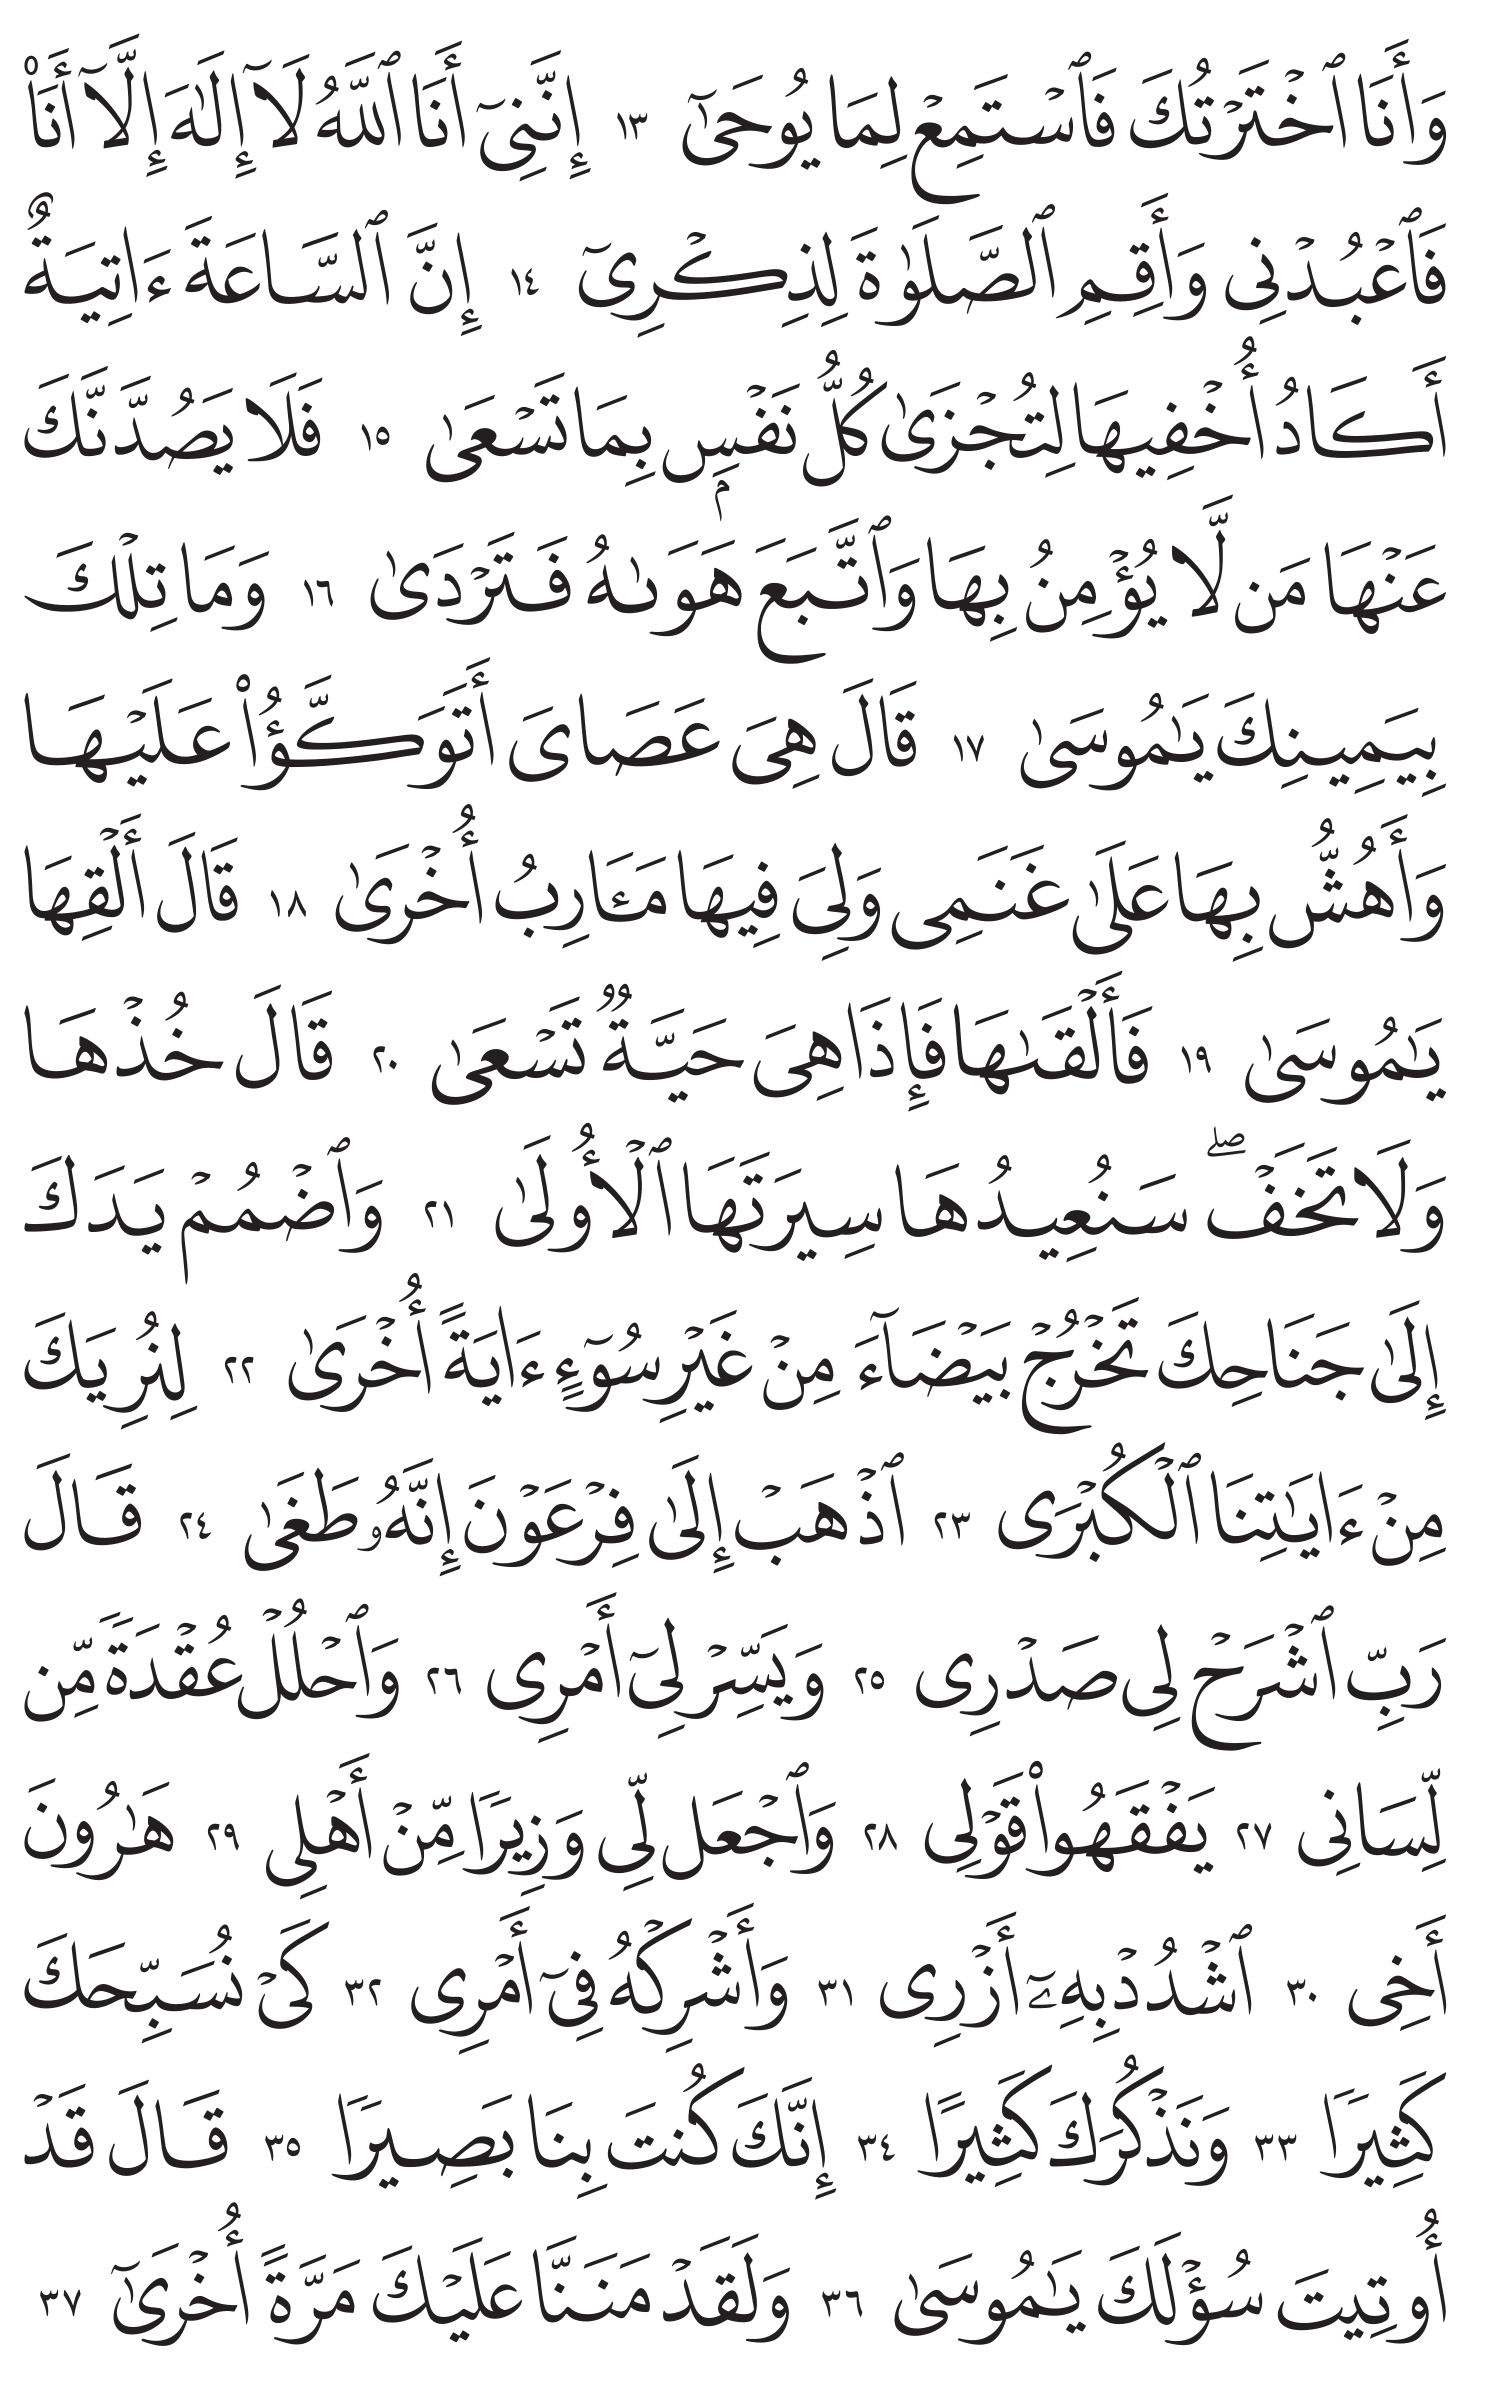 وَأَنَا ٱخْتَرْتُكَ فَٱسْتَمِعْ لِمَا يُوحَىٰٓ ١٣ إِنَّنِىٓ أَنَا ٱللَّهُ لَآ إِلَٰهَ إِلَّآ أَنَا۠
فَٱعْبُدْنِى وَأَقِمِ ٱلصَّلَوٰةَ لِذِكْرِىٓ ١٤ إِنَّ ٱلسَّاعَةَ ءَاتِيَةٌ
أَكَادُ أُخْفِيهَا لِتُجْزَىٰ كُلُّ نَفْسٍۭ بِمَا تَسْعَىٰ ١٥ فَلَا يَصُدَّنَّكَ
عَنْهَا مَن لَّا يُؤْمِنُ بِهَا وَٱتَّبَعَ هَوَىٰهُ فَتَرْدَىٰ ١٦ وَمَا تِلْكَ
بِيَمِينِكَ يَٰمُوسَىٰ ١٧ قَالَ هِىَ عَصَاىَ أَتَوَكَّؤُا۟ عَلَيْهَا
وَأَهُشُّ بِهَا عَلَىٰ غَنَمِى وَلِىَ فِيهَا مَـَٔارِبُ أُخْرَىٰ ١٨ قَالَ أَلْقِهَا
يَٰمُوسَىٰ ١٩ فَأَلْقَىٰهَا فَإِذَا هِىَ حَيَّةٌ تَسْعَىٰ ٢٠ قَالَ خُذْهَا
وَلَا تَخَفْ ۖ سَنُعِيدُهَا سِيرَتَهَا ٱلْأُولَىٰ ٢١ وَٱضْمُمْ يَدَكَ
إِلَىٰ جَنَاحِكَ تَخْرُجْ بَيْضَآءَ مِنْ غَيْرِ سُوٓءٍ ءَايَةً أُخْرَىٰ ٢٢ لِنُرِيَكَ
مِنْ ءَايَٰتِنَا ٱلْكُبْرَى ٢٣ ٱذْهَبْ إِلَىٰ فِرْعَوْنَ إِنَّهُۥ طَغَىٰ ٢٤ قَالَ
رَبِّ ٱشْرَحْ لِى صَدْرِى ٢٥ وَيَسِّرْ لِىٓ أَمْرِى ٢٦ وَٱحْلُلْ عُقْدَةً مِّن
لِّسَانِى ٢٧ يَفْقَهُوا۟ قَوْلِى ٢٨ وَٱجْعَل لِّى وَزِيرًا مِّنْ أَهْلِى ٢٩ هَٰرُونَ
أَخِى ٣٠ ٱشْدُدْ بِهِۦٓ أَزْرِى ٣١ وَأَشْرِكْهُ فِىٓ أَمْرِى ٣٢ كَىْ نُسَبِّحَكَ
كَثِيرًا ٣٣ وَنَذْكُرَكَ كَثِيرًا ٣٤ إِنَّكَ كُنتَ بِنَا بَصِيرًا ٣٥ قَالَ قَدْ
أُوتِيتَ سُؤْلَكَ يَٰمُوسَىٰ ٣٦ وَلَقَدْ مَنَنَّا عَلَيْكَ مَرَّةً أُخْرَىٰٓ ٣٧